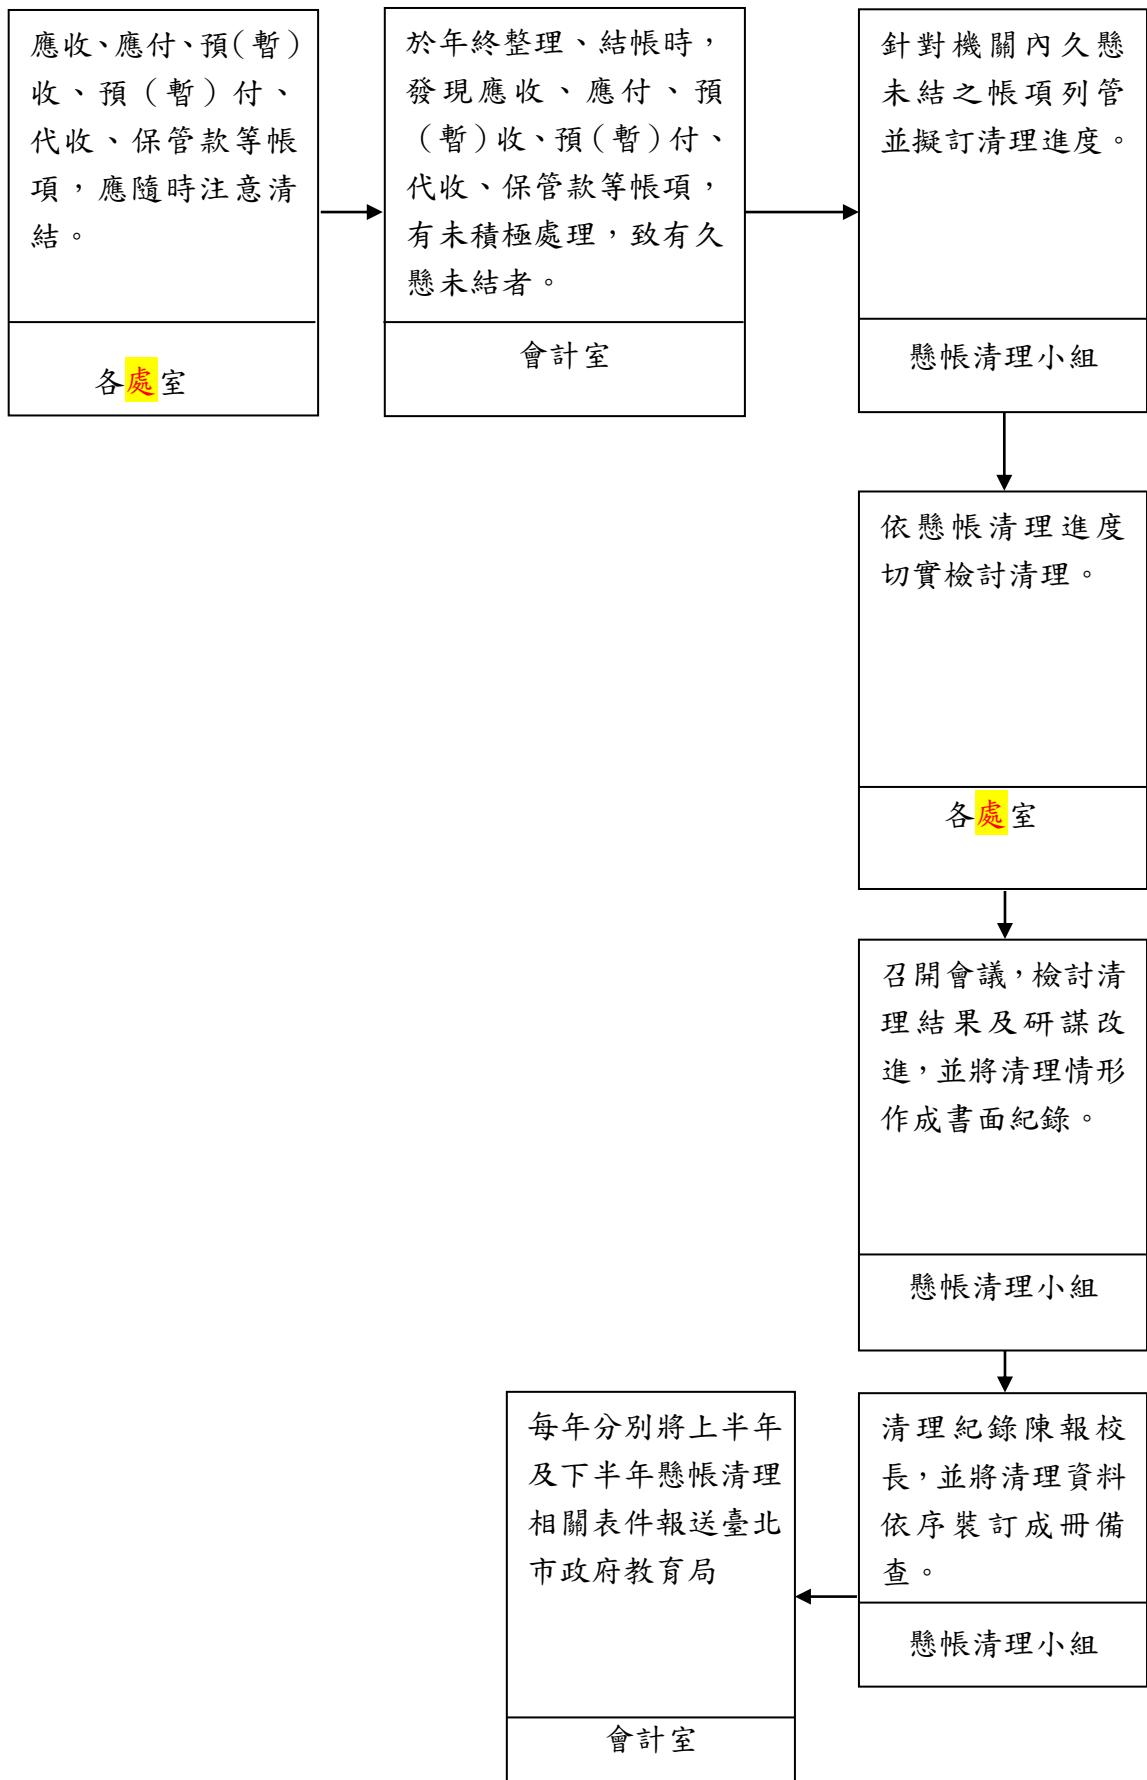 應收、應付、預(暫)
收、預（暫）付、
代收、保管款等帳
項，應隨時注意清
結。
各處室
於年終整理、結帳時，
發現應收、應付、預
（暫）收、預（暫）付、
代收、保管款等帳項，
有未積極處理，致有久
懸未結者。
會計室
針對機關內久懸
未結之帳項列管
並擬訂清理進度。
懸帳清理小組
依懸帳清理進度
切實檢討清理。
各處室
召開會議，檢討清
理結果及研謀改
進，並將清理情形
作成書面紀錄。
懸帳清理小組
清理紀錄陳報校
長，並將清理資料
依序裝訂成冊備
查。
懸帳清理小組
每年分別將上半年
及下半年懸帳清理
相關表件報送臺北
市政府教育局
會計室